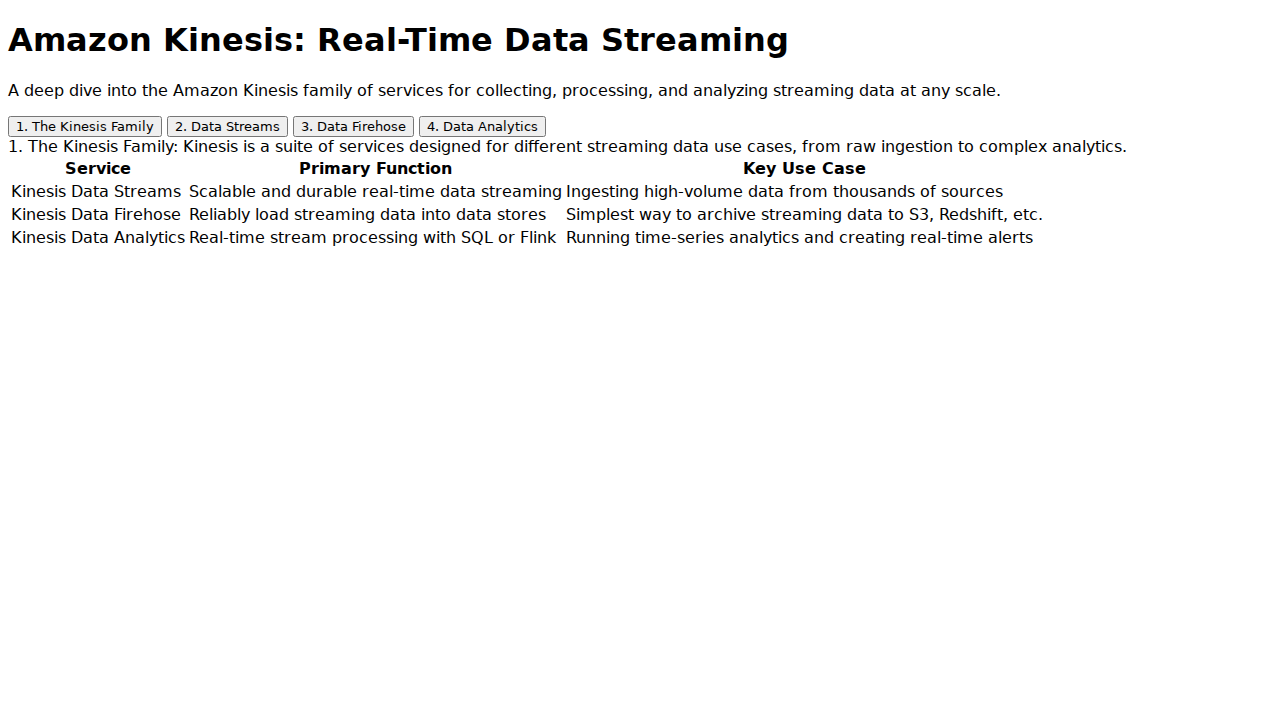 Amazon Kinesis: Real-Time Data Streaming
A deep dive into the Amazon Kinesis family of services for collecting, processing, and analyzing streaming data at any scale.
1. The Kinesis Family 2. Data Streams 3. Data Firehose 4. Data Analytics
1. The Kinesis Family: Kinesis is a suite of services designed for different streaming data use cases, from raw ingestion to complex analytics.
Service Primary Function Key Use Case
Kinesis Data Streams Scalable and durable real-time data streaming Ingesting high-volume data from thousands of sources
Kinesis Data Firehose Reliably load streaming data into data stores Simplest way to archive streaming data to S3, Redshift, etc.
Kinesis Data Analytics Real-time stream processing with SQL or Flink Running time-series analytics and creating real-time alerts